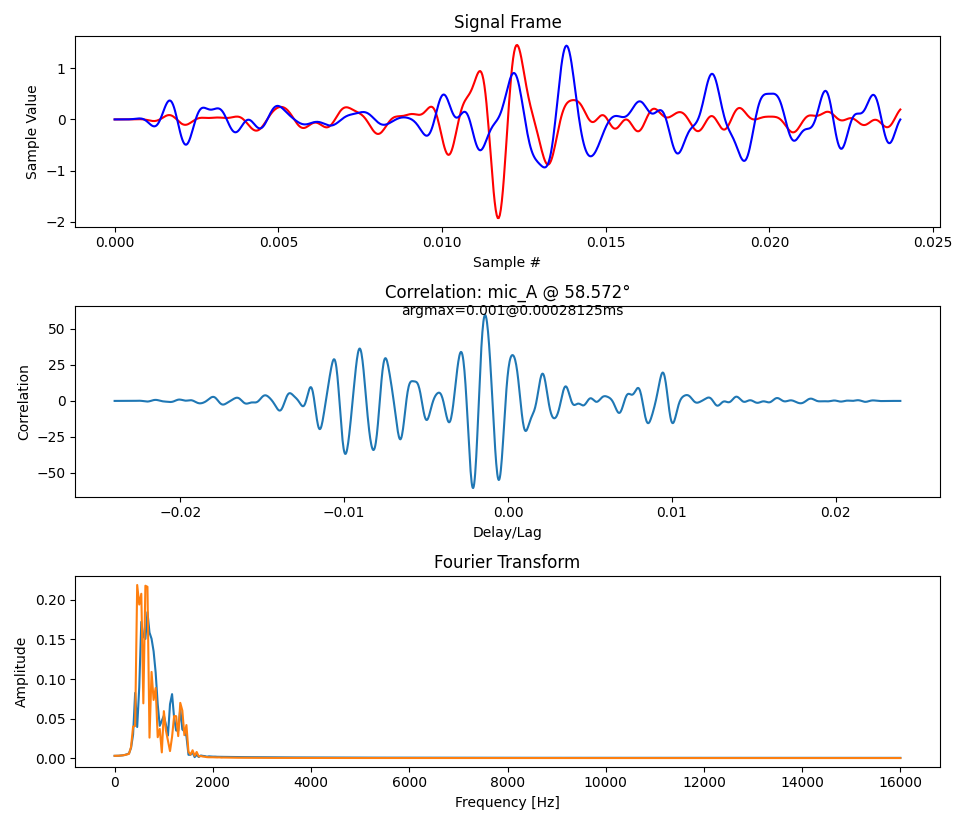 Signal Frame
1
0
−1
−2
Sample Value
0.000 0.005 0.010 0.015 0.020 0.025
Sample #
Correlation: mic_A @ 58.572°
argmax=0.001@0.00028125ms
50
25
0
−25
−50
Correlation
−0.02 −0.01 0.00 0.01 0.02
Delay/Lag
Fourier Transform
0.20
0.15
0.10
0.05
0.00
Amplitude
0 2000 4000 6000 8000 10000 12000 14000 16000
Frequency [Hz]